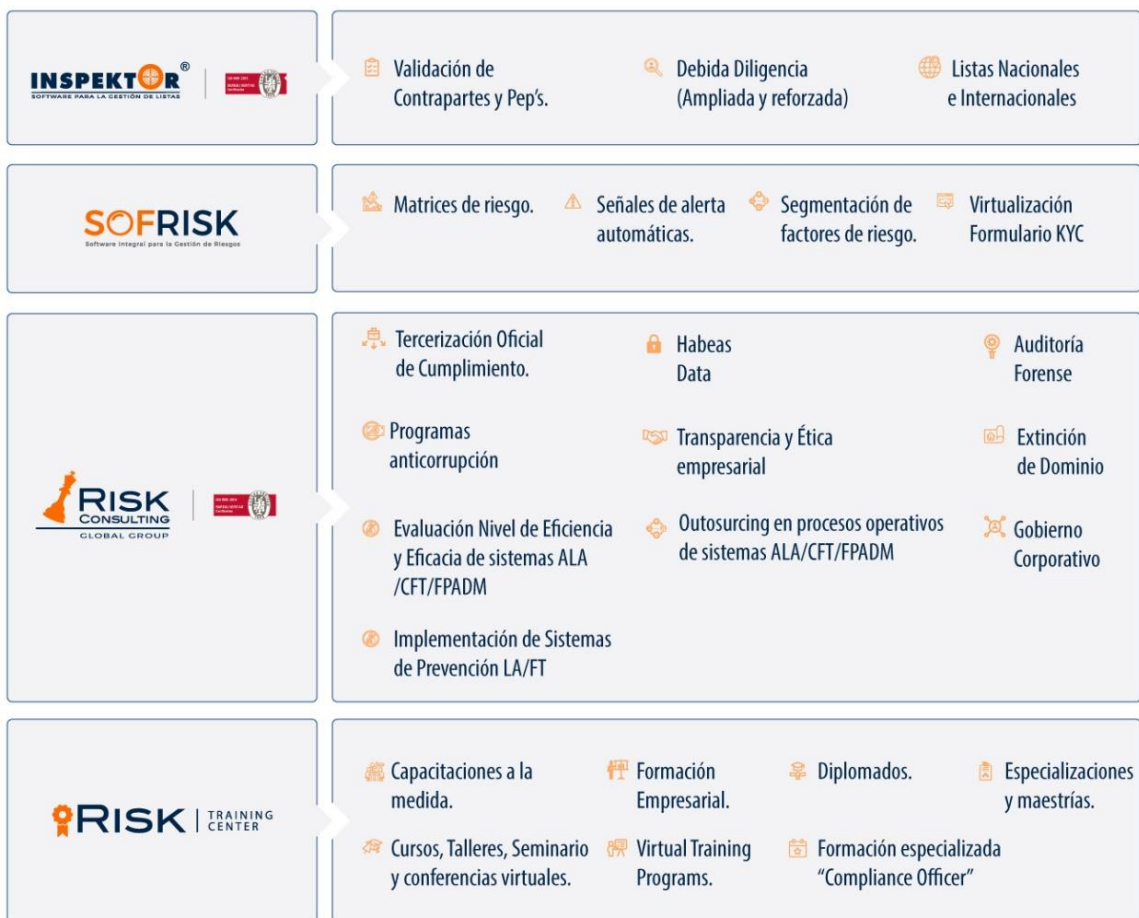 INSPEKTOR®
SOFTWARE PARA LA GESTIÓN DE LISTAS
Validación de
Contrapartes y Pep's.
Debida Diligencia
(Ampliada y reforzada)
Listas Nacionales
e Internacionales
SOFRISK
Software Integral para la Gestión de Riesgos
Matrices de riesgo.
Señales de alerta
automáticas.
Segmentación de
factores de riesgo.
Virtualización
Formulario KYC
RISK
CONSULTING
GLOBAL GROUP
Tercerización Oficial
de Cumplimiento.
Habeas
Data
Auditoría
Forense
Programas
anticorrupción
Transparencia y Ética
empresarial
Extinción
de Dominio
Evaluación Nivel de Eficiencia
y Eficacia de sistemas ALA
/CFT/FPADM
Outosurcing en procesos operativos
de sistemas ALA/CFT/FPADM
Gobierno
Corporativo
Implementación de Sistemas
de Prevención LA/FT
RISK
TRAINING
CENTER
Capacitaciones a la
medida.
Formación
Empresarial.
Diplomados.
Especializaciones
y maestrías.
Cursos, Talleres, Seminario
y conferencias virtuales.
Virtual Training
Programs.
Formación especializada
"Compliance Officer"